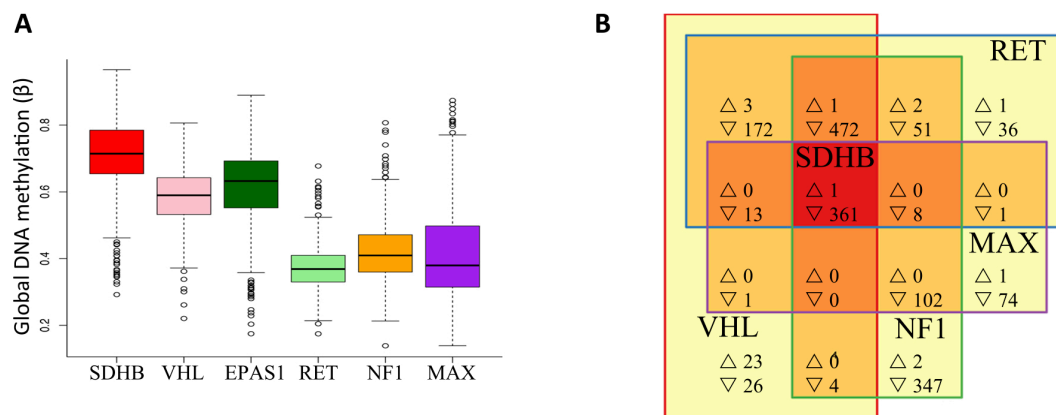 A
Global DNA methylation (β)
0.8
0.6
0.4
0.2
SDHB VHL EPAS1 RET NF1 MAX
B
RET
△ 3 △ 1 △ 2 △ 1
▽ 172 ▽ 472 ▽ 51 ▽ 36
SDHB
△ 0 △ 1 △ 0 △ 0
▽ 13 ▽ 361 ▽ 8 ▽ 1
MAX
△ 0 △ 0 △ 0 △ 1
▽ 1 ▽ 0 ▽ 102 ▽ 74
VHL NF1
△ 23 △ 0 △ 2
▽ 26 ▽ 4 ▽ 347